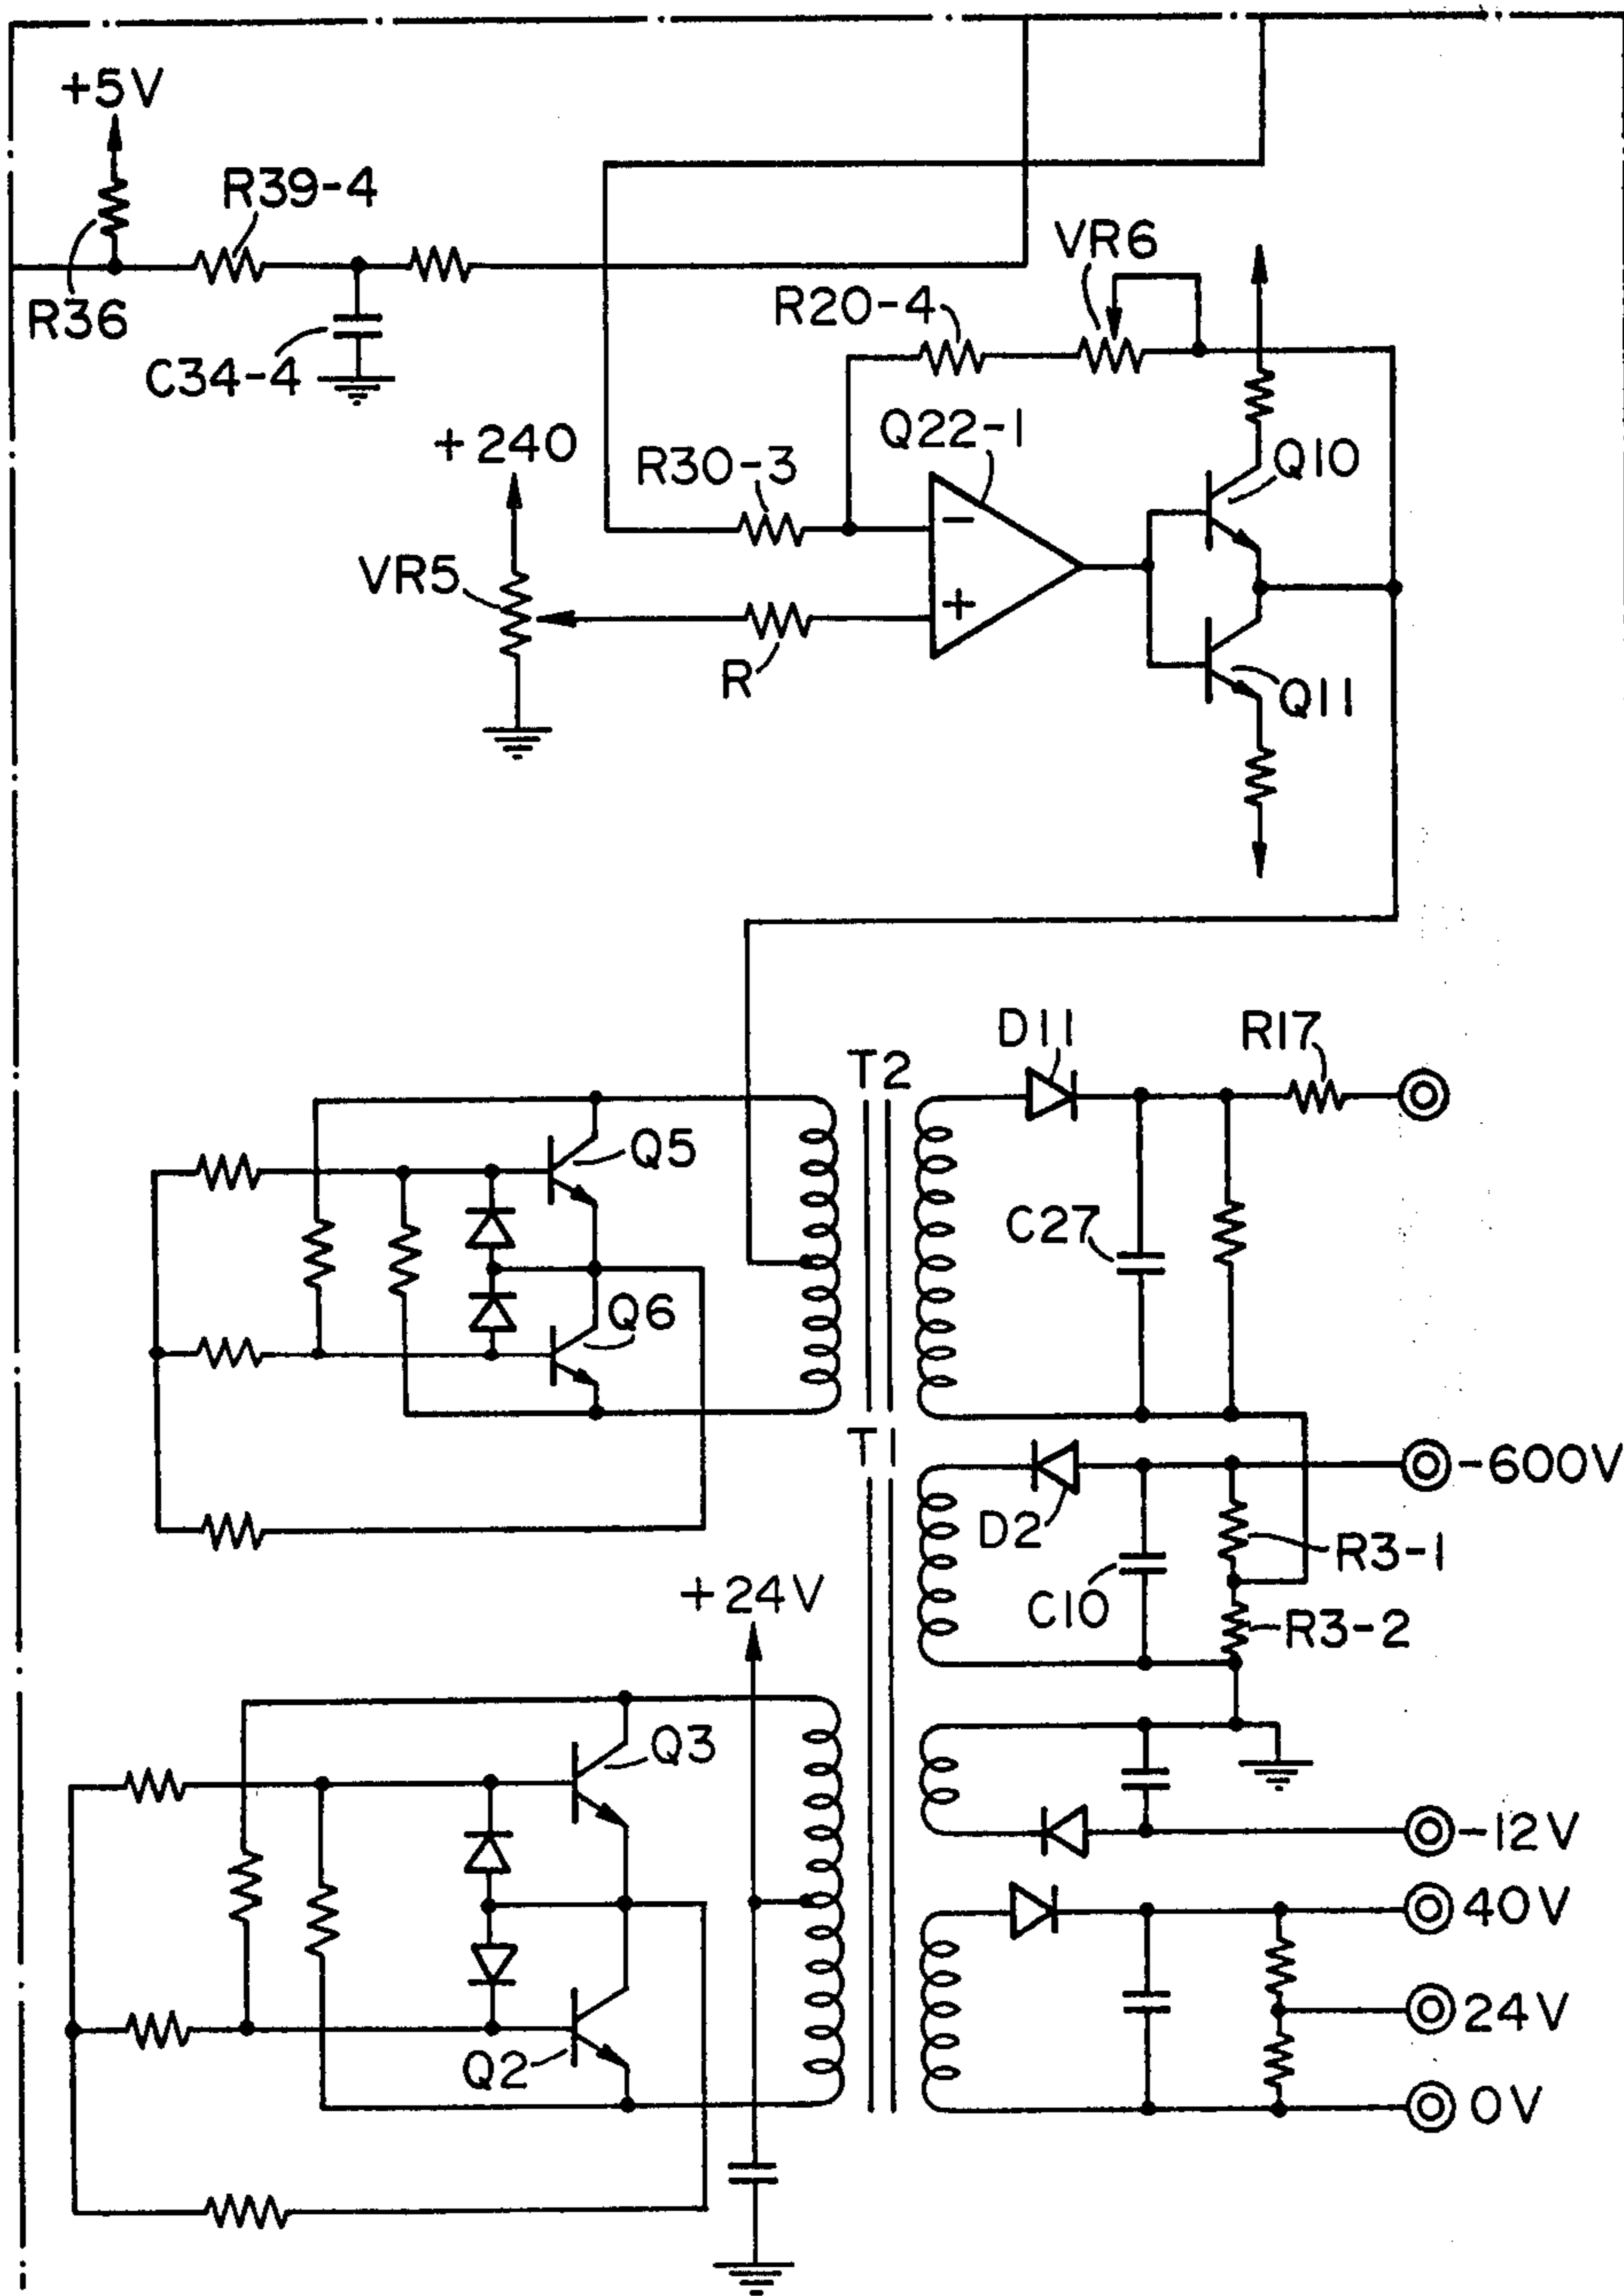 +5V
R39-4
R36
C34-4
VR6
R20-4
Q22-1
+240
R30-3
Q10
-
VR5
+
R
Q11
D11
R17
T2
Q5
C27
Q6
T1
-600V
D2
R3-1
+24V
C10
R3-2
Q3
-12V
40V
24V
Q2
0V